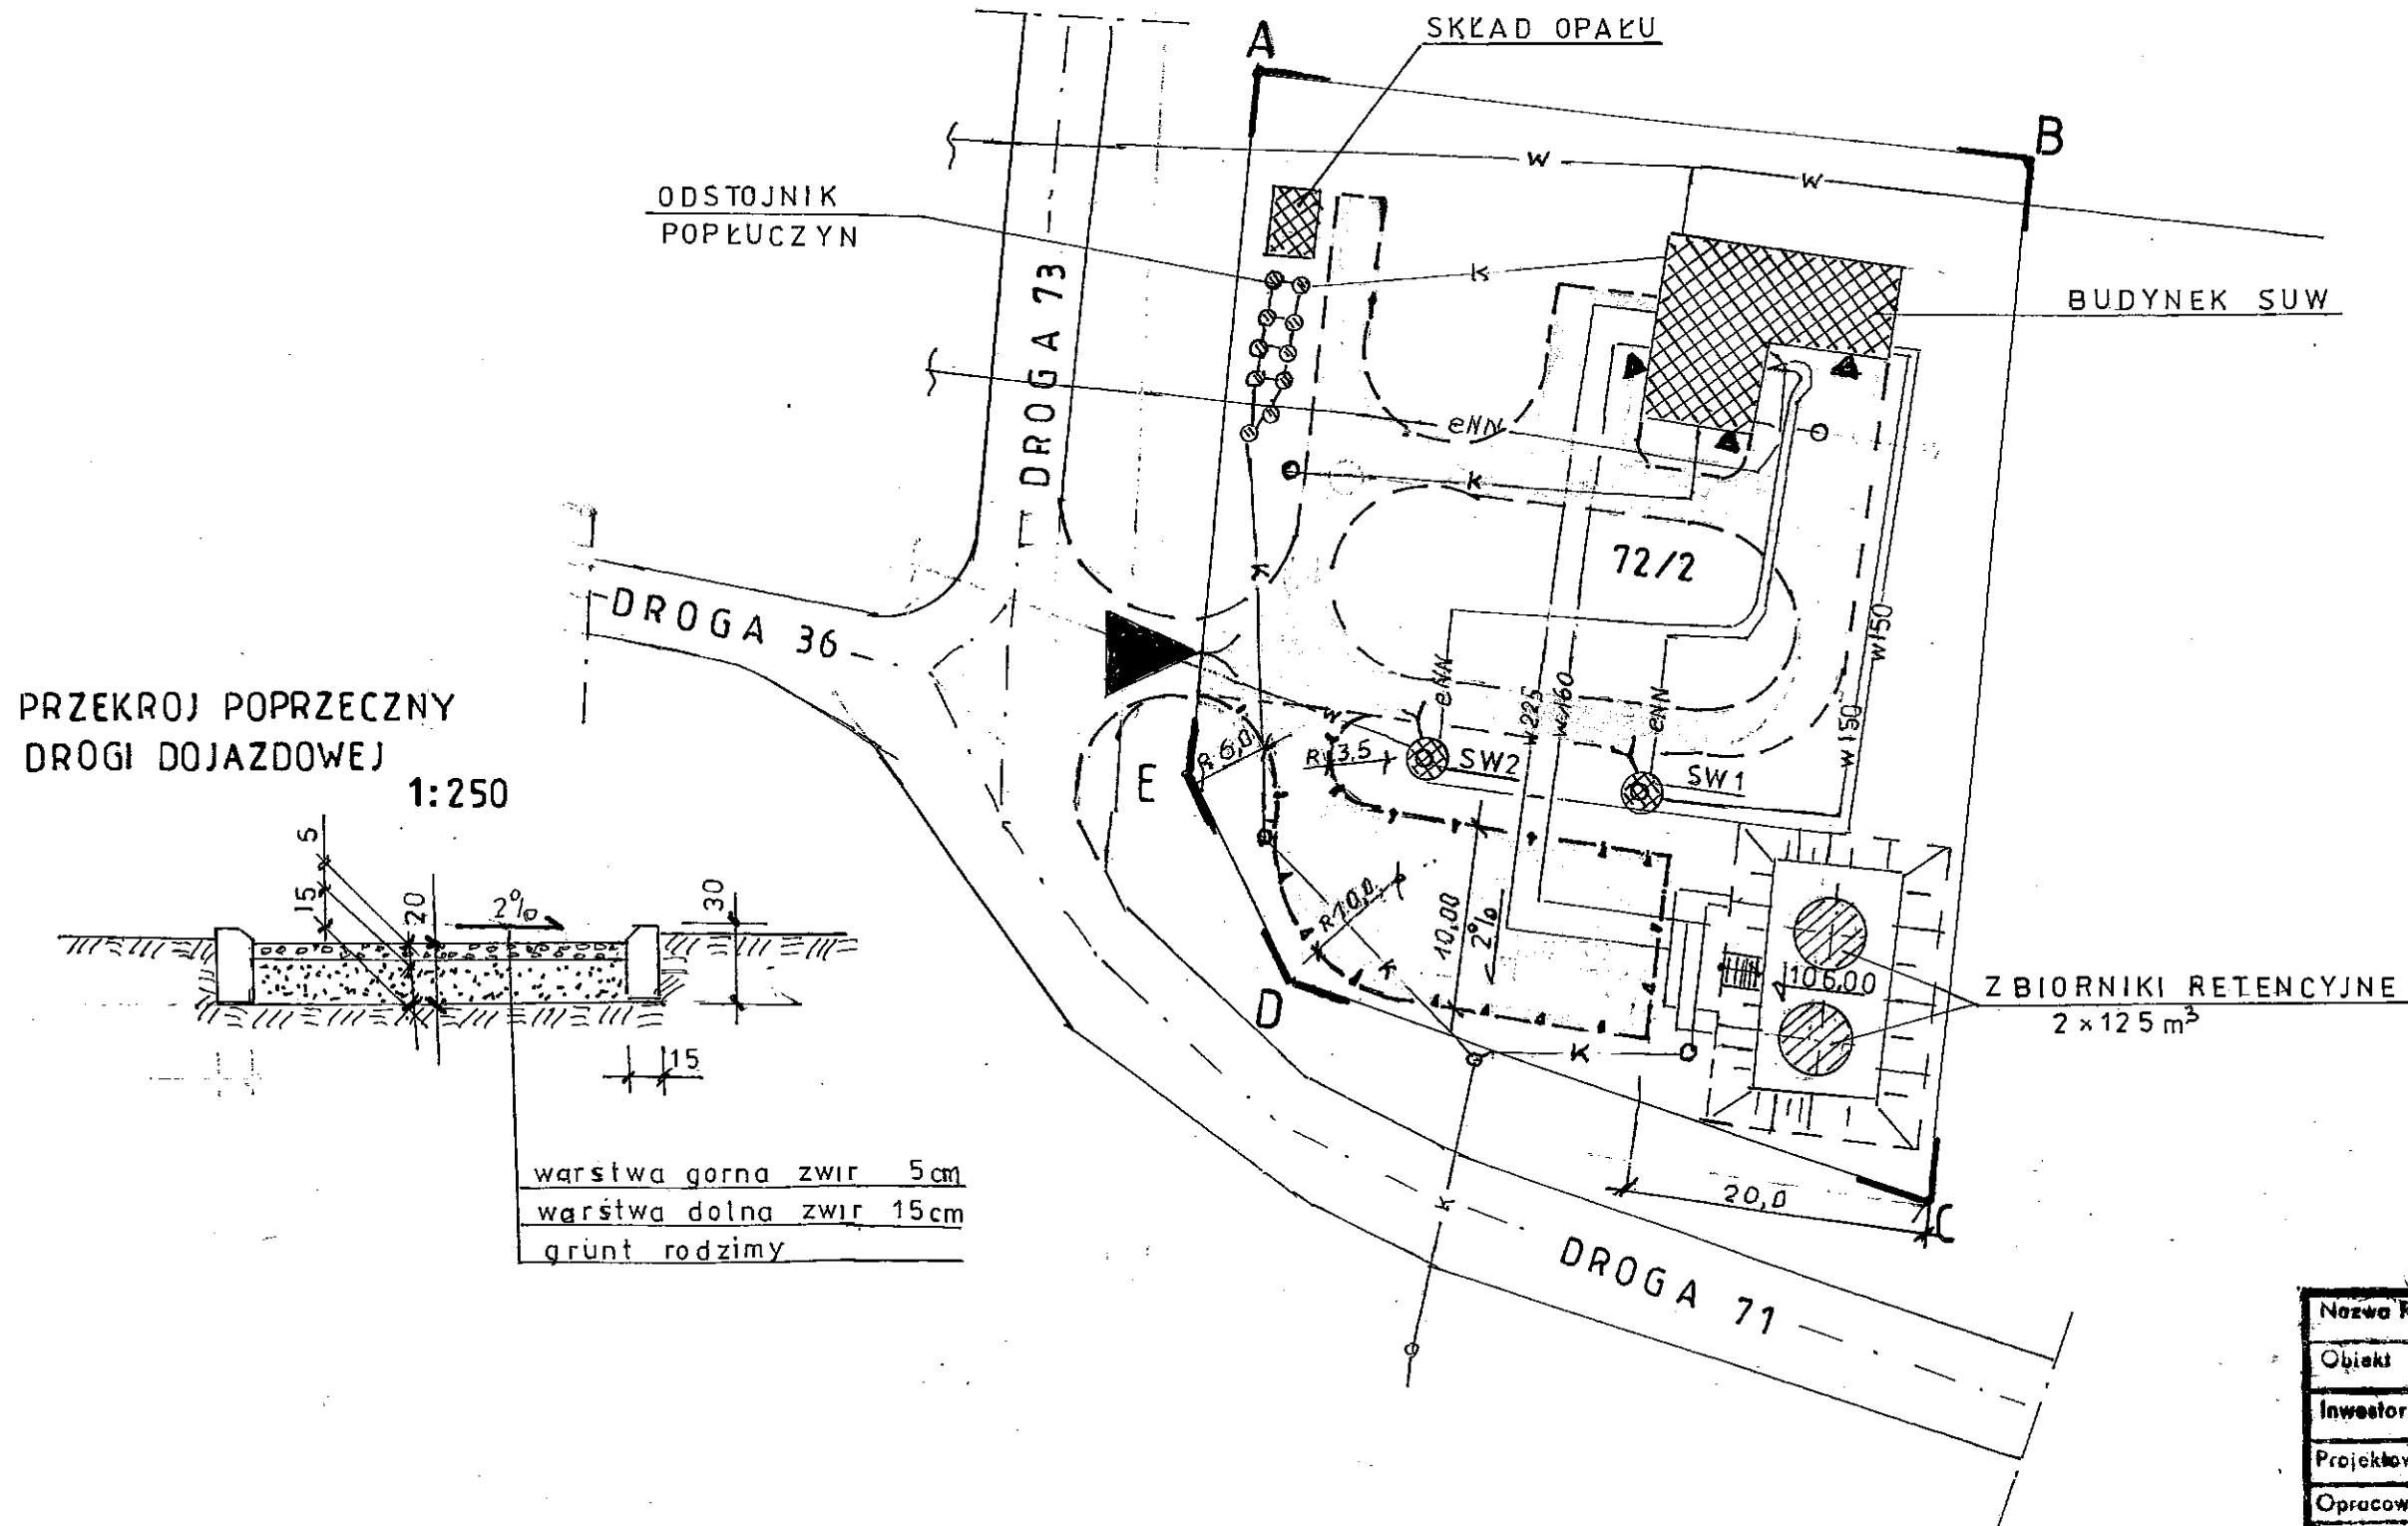 SKŁAD OPAŁU
A
B
w
w
ODSTOJNIK
POPŁUCZYN
K
BUDYNEK SUW
DROGA 73
eNN
K
72/2
K
DROGA 36
w150
eNN
w225
w160
eNN
w150
w
PRZEKROJ POPRZECZNY
DROGI DOJAZDOWEJ
1:250
E
R 6,0
R 3,5
SW2
SW1
5
15
20
2%
30
R 10,0
K
10,00
2%
106,00
ZBIORNIKI RETENCYJNE
2 x 125 m³
D
K
15
K
20,0
C
warstwa gorna zwir 5cm
warstwa dolna zwir 15cm
grunt rodzimy
DROGA 71
Nazwa
Obiekt
Inwestor
Projektow
Opracow